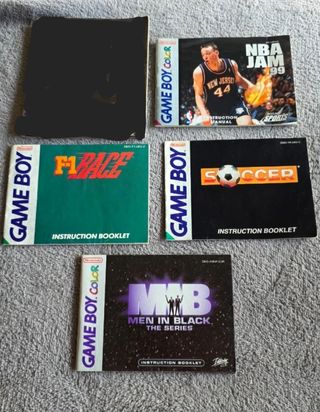 Nintendo
GAME BOY COLOR
NBA
JAM
99
NEW JERSEY
44
INSTRUCTION
MANUAL
SPORTS
Nintendo
GAME BOY
F1 RACE
INSTRUCTION BOOKLET
Nintendo
GAME BOY
SOCCER
INSTRUCTION BOOKLET
Nintendo
GAME BOY COLOR
MIB
MEN IN BLACK
THE SERIES
INSTRUCTION BOOKLET